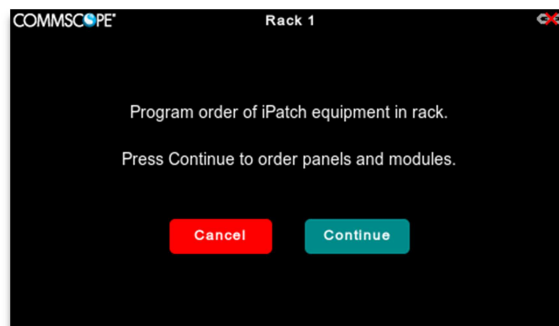 COMMSCOPE®
Rack 1
Program order of iPatch equipment in rack.
Press Continue to order panels and modules.
Cancel
Continue